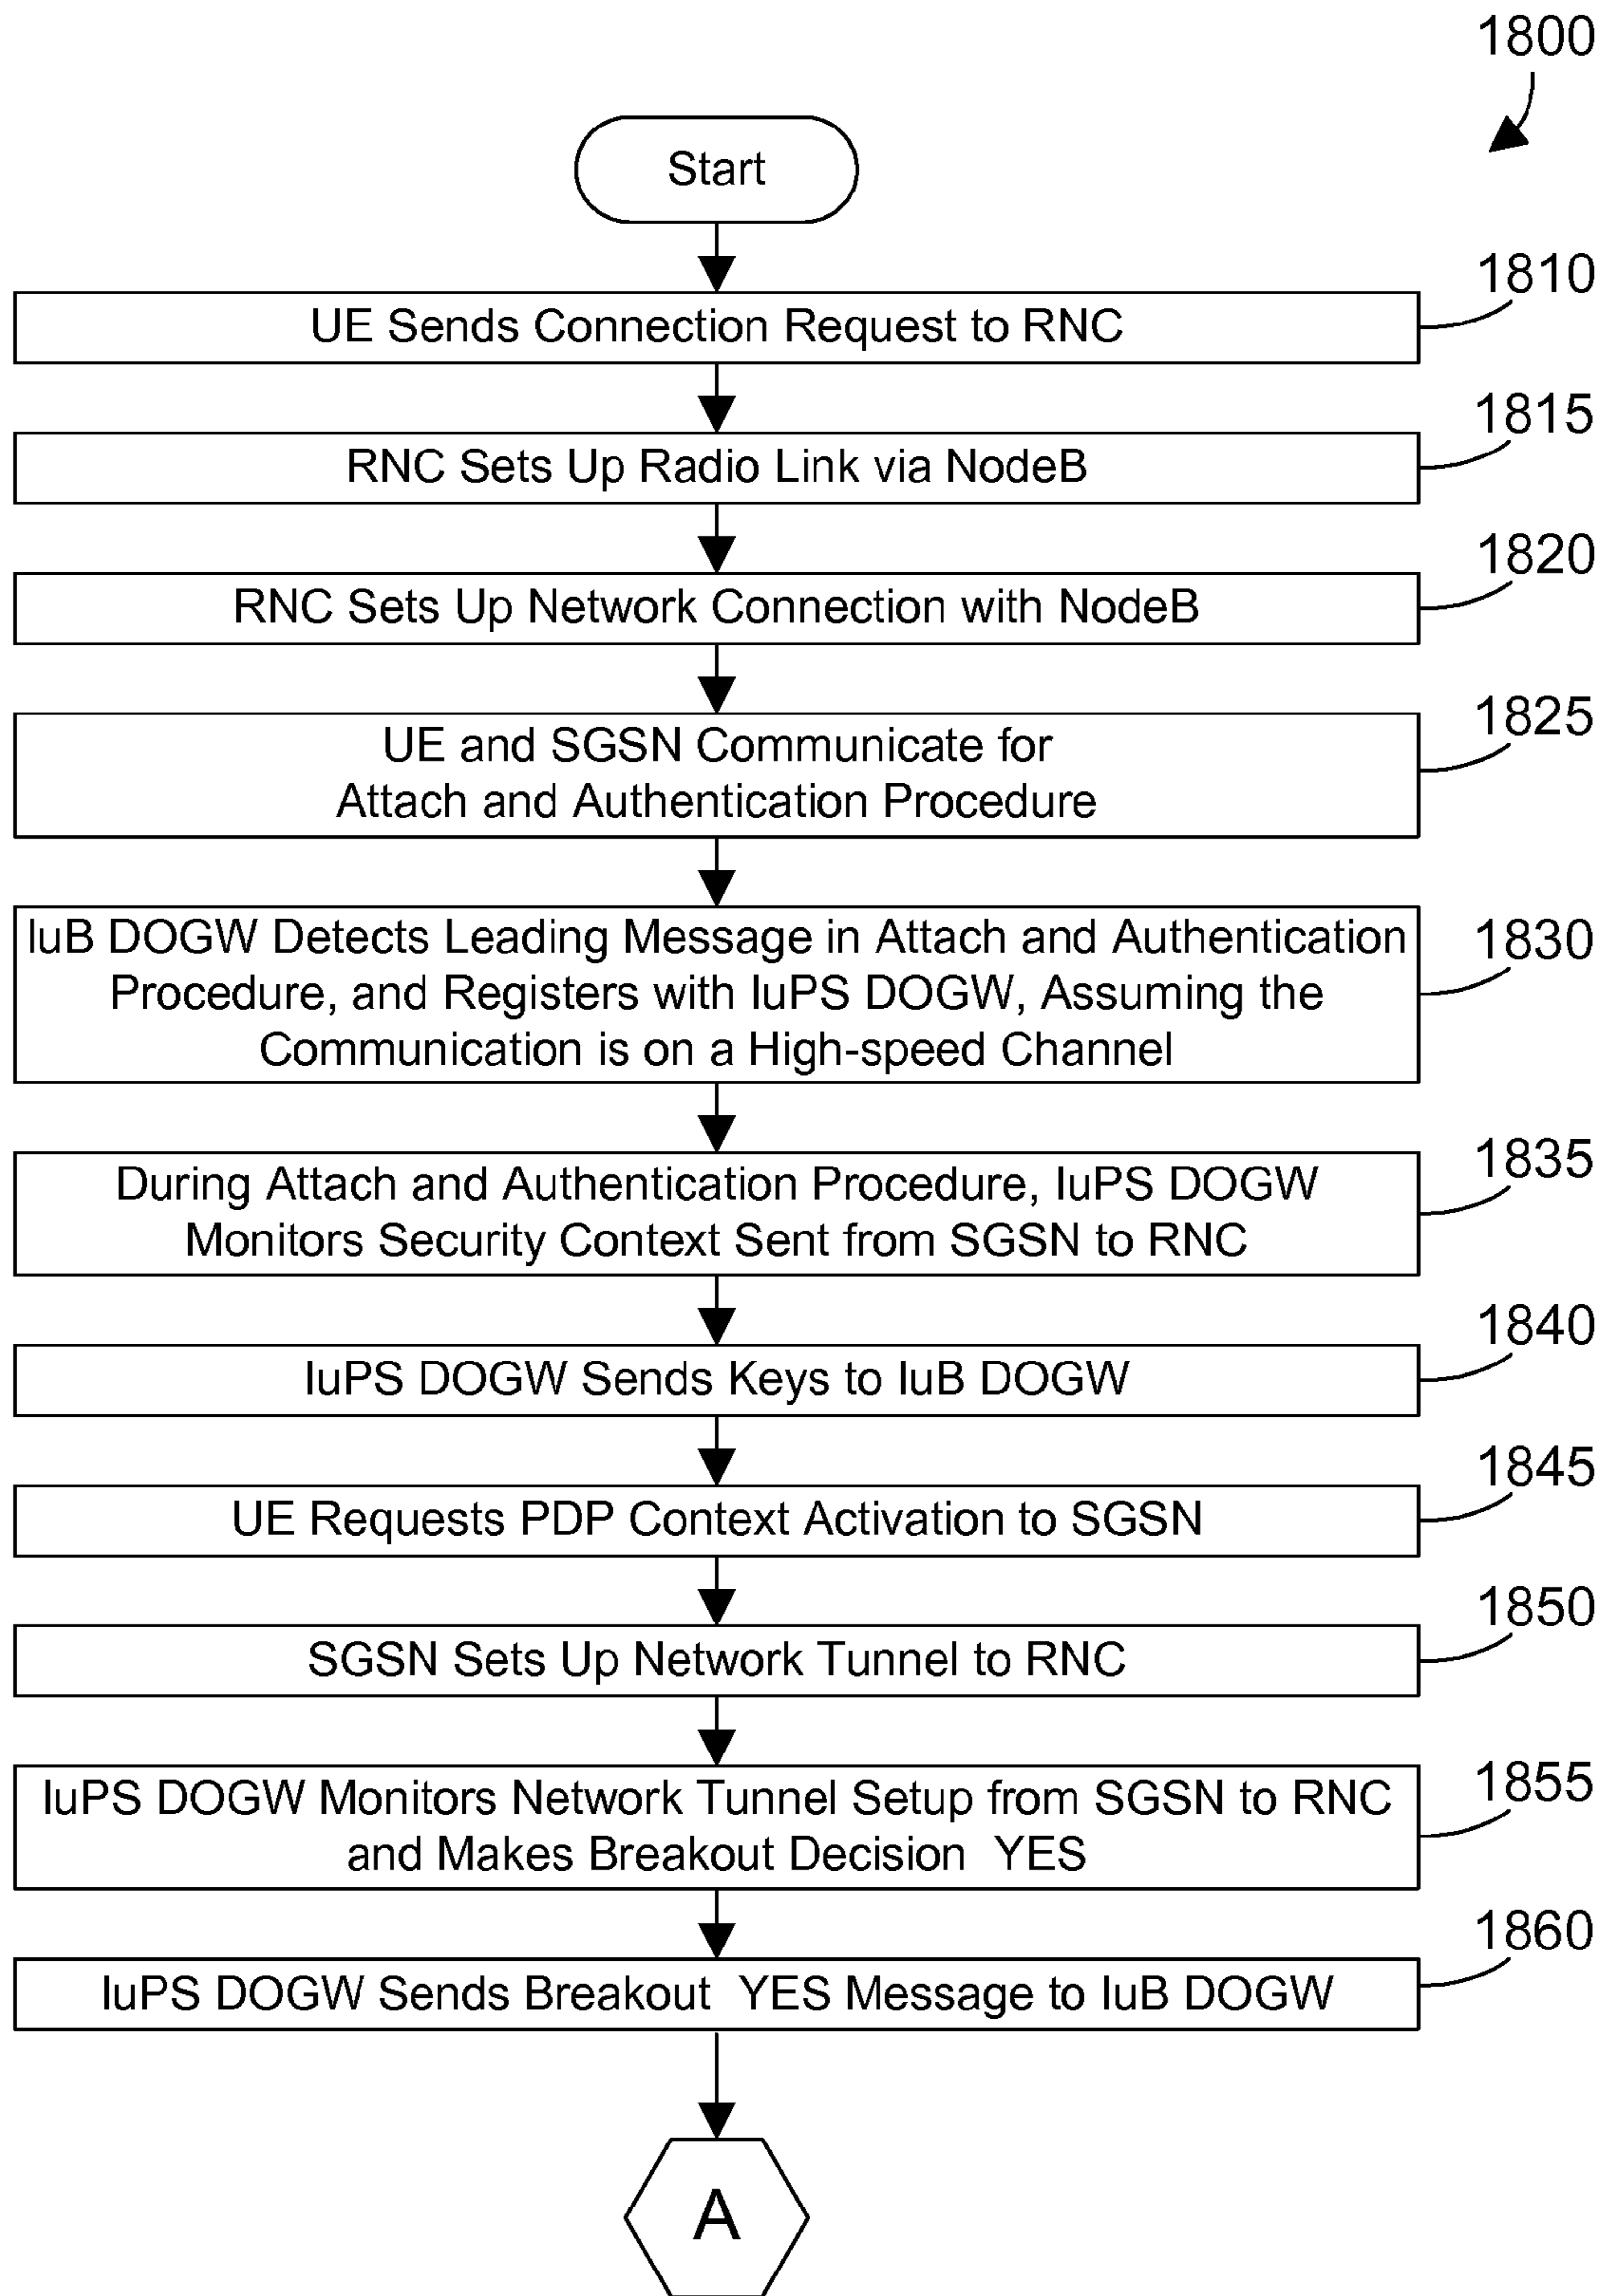 1800
Start
1810
UE Sends Connection Request to RNC
1815
RNC Sets Up Radio Link via NodeB
1820
RNC Sets Up Network Connection with NodeB
1825
UE and SGSN Communicate for
Attach and Authentication Procedure
1830
IuB DOGW Detects Leading Message in Attach and Authentication
Procedure, and Registers with IuPS DOGW, Assuming the
Communication is on a High-speed Channel
1835
During Attach and Authentication Procedure, IuPS DOGW
Monitors Security Context Sent from SGSN to RNC
1840
IuPS DOGW Sends Keys to IuB DOGW
1845
UE Requests PDP Context Activation to SGSN
1850
SGSN Sets Up Network Tunnel to RNC
1855
IuPS DOGW Monitors Network Tunnel Setup from SGSN to RNC
and Makes Breakout Decision YES
1860
IuPS DOGW Sends Breakout YES Message to IuB DOGW
A